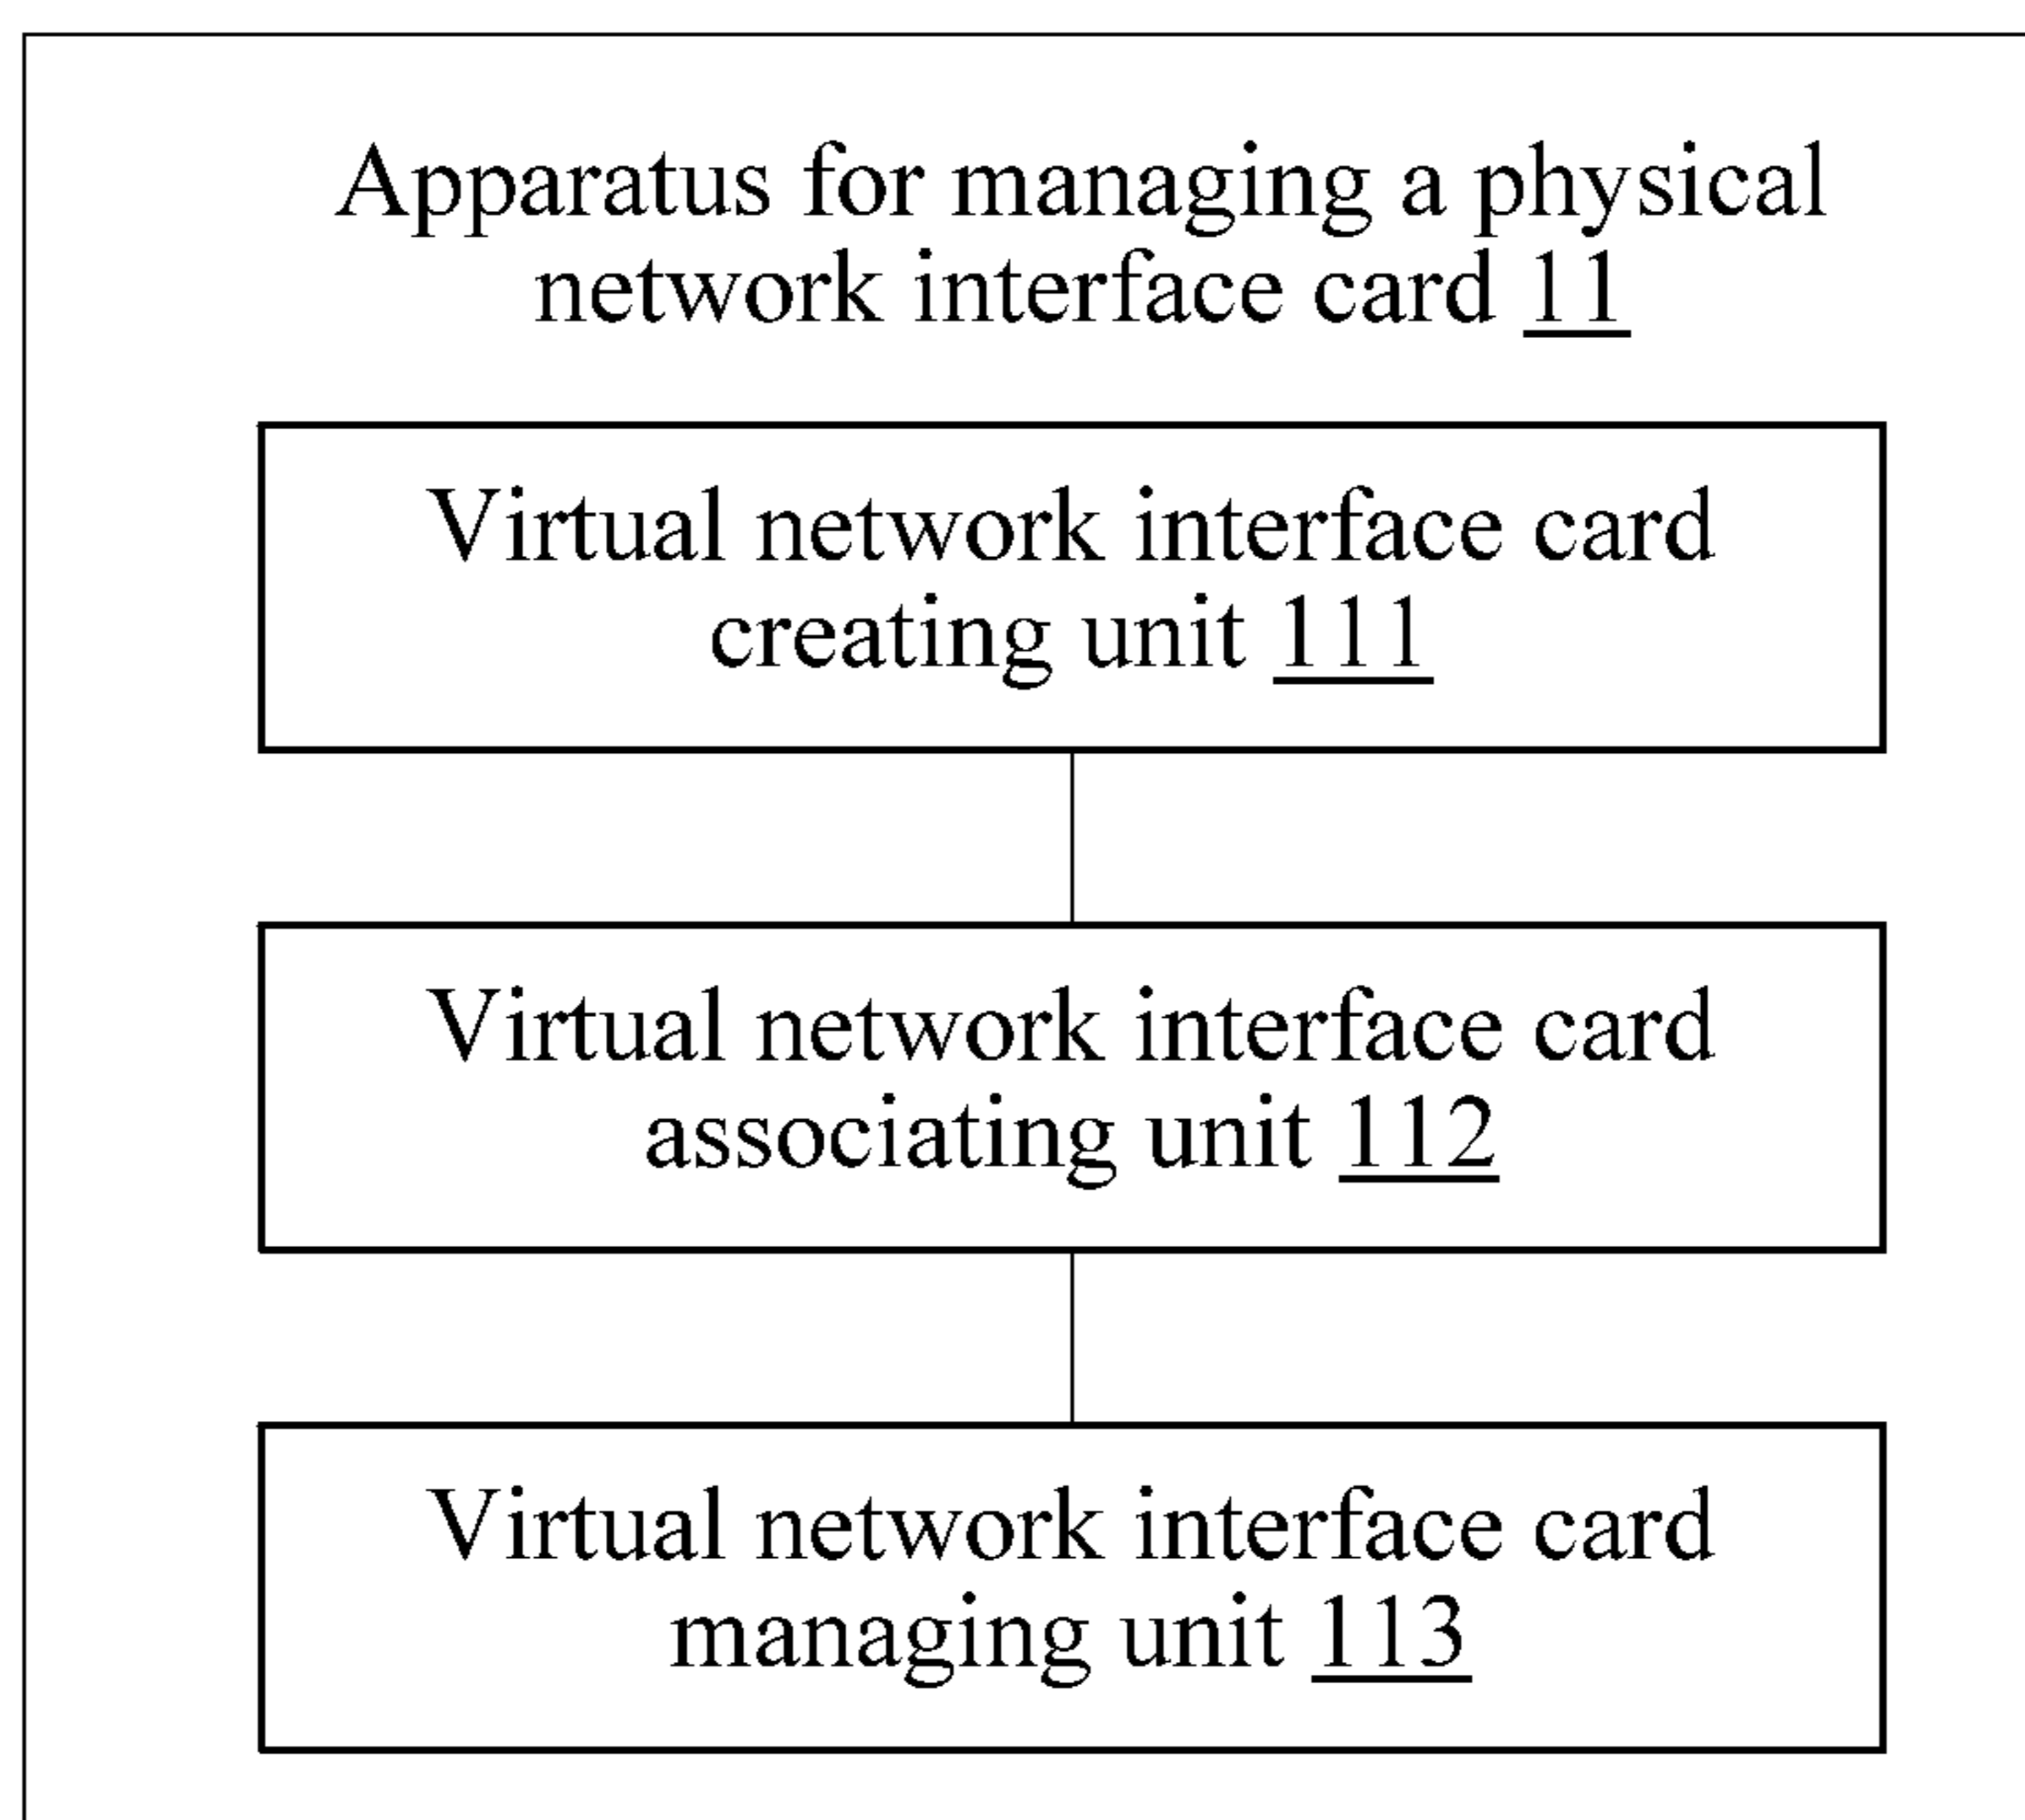 Apparatus for managing a physical
network interface card 11
Virtual network interface card
creating unit 111
Virtual network interface card
associating unit 112
Virtual network interface card
managing unit 113